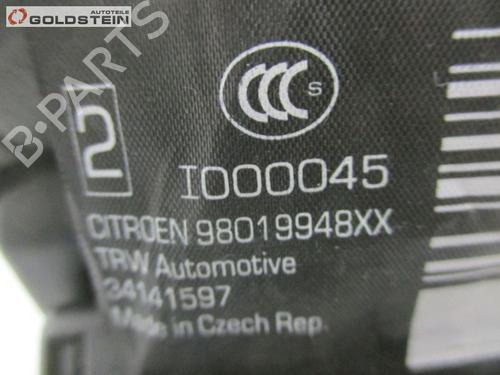 AUTOTEILE
GOLDSTEIN
B-PARTS
CCC S
2
I000045
CITROEN 98019948XX
TRW Automotive
34141597
Made in Czech Rep.